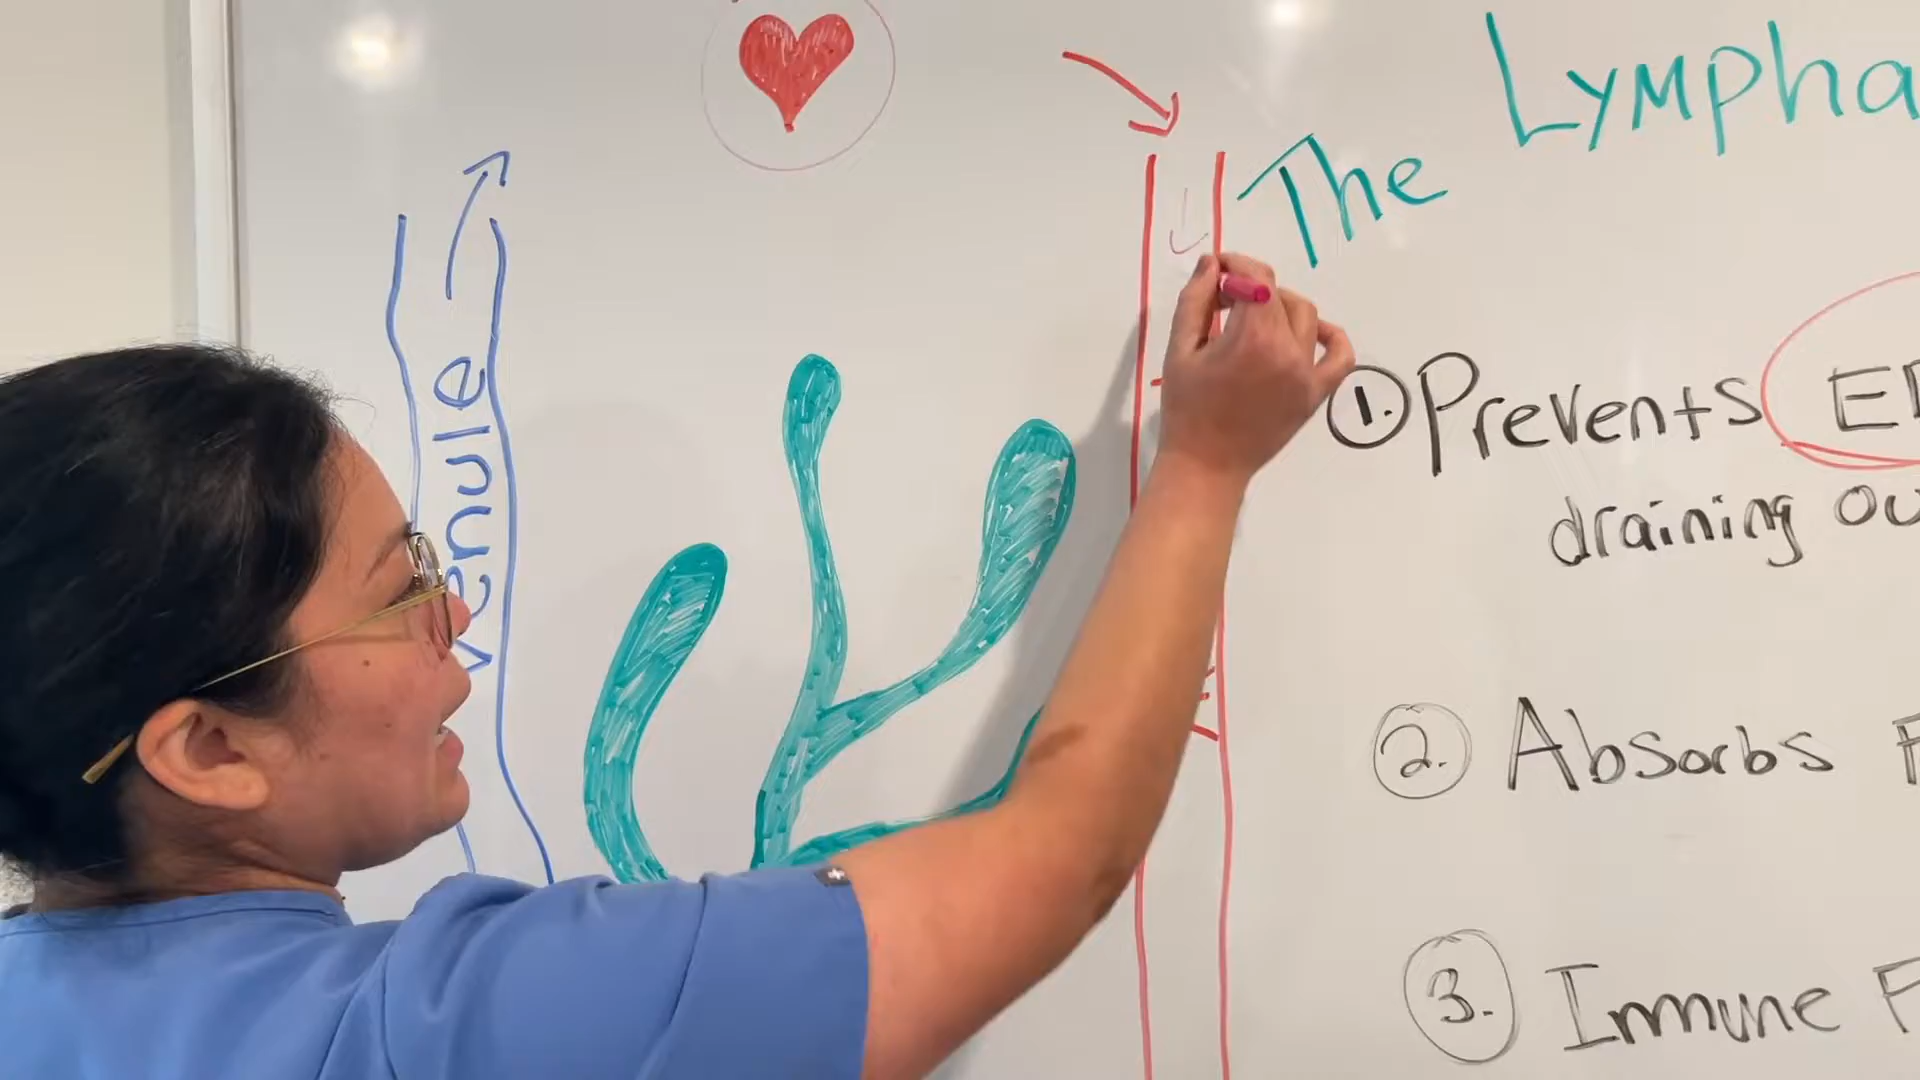 The Lympha
venule
1. Prevents E
draining ou
2. Absorbs F
3. Immune F